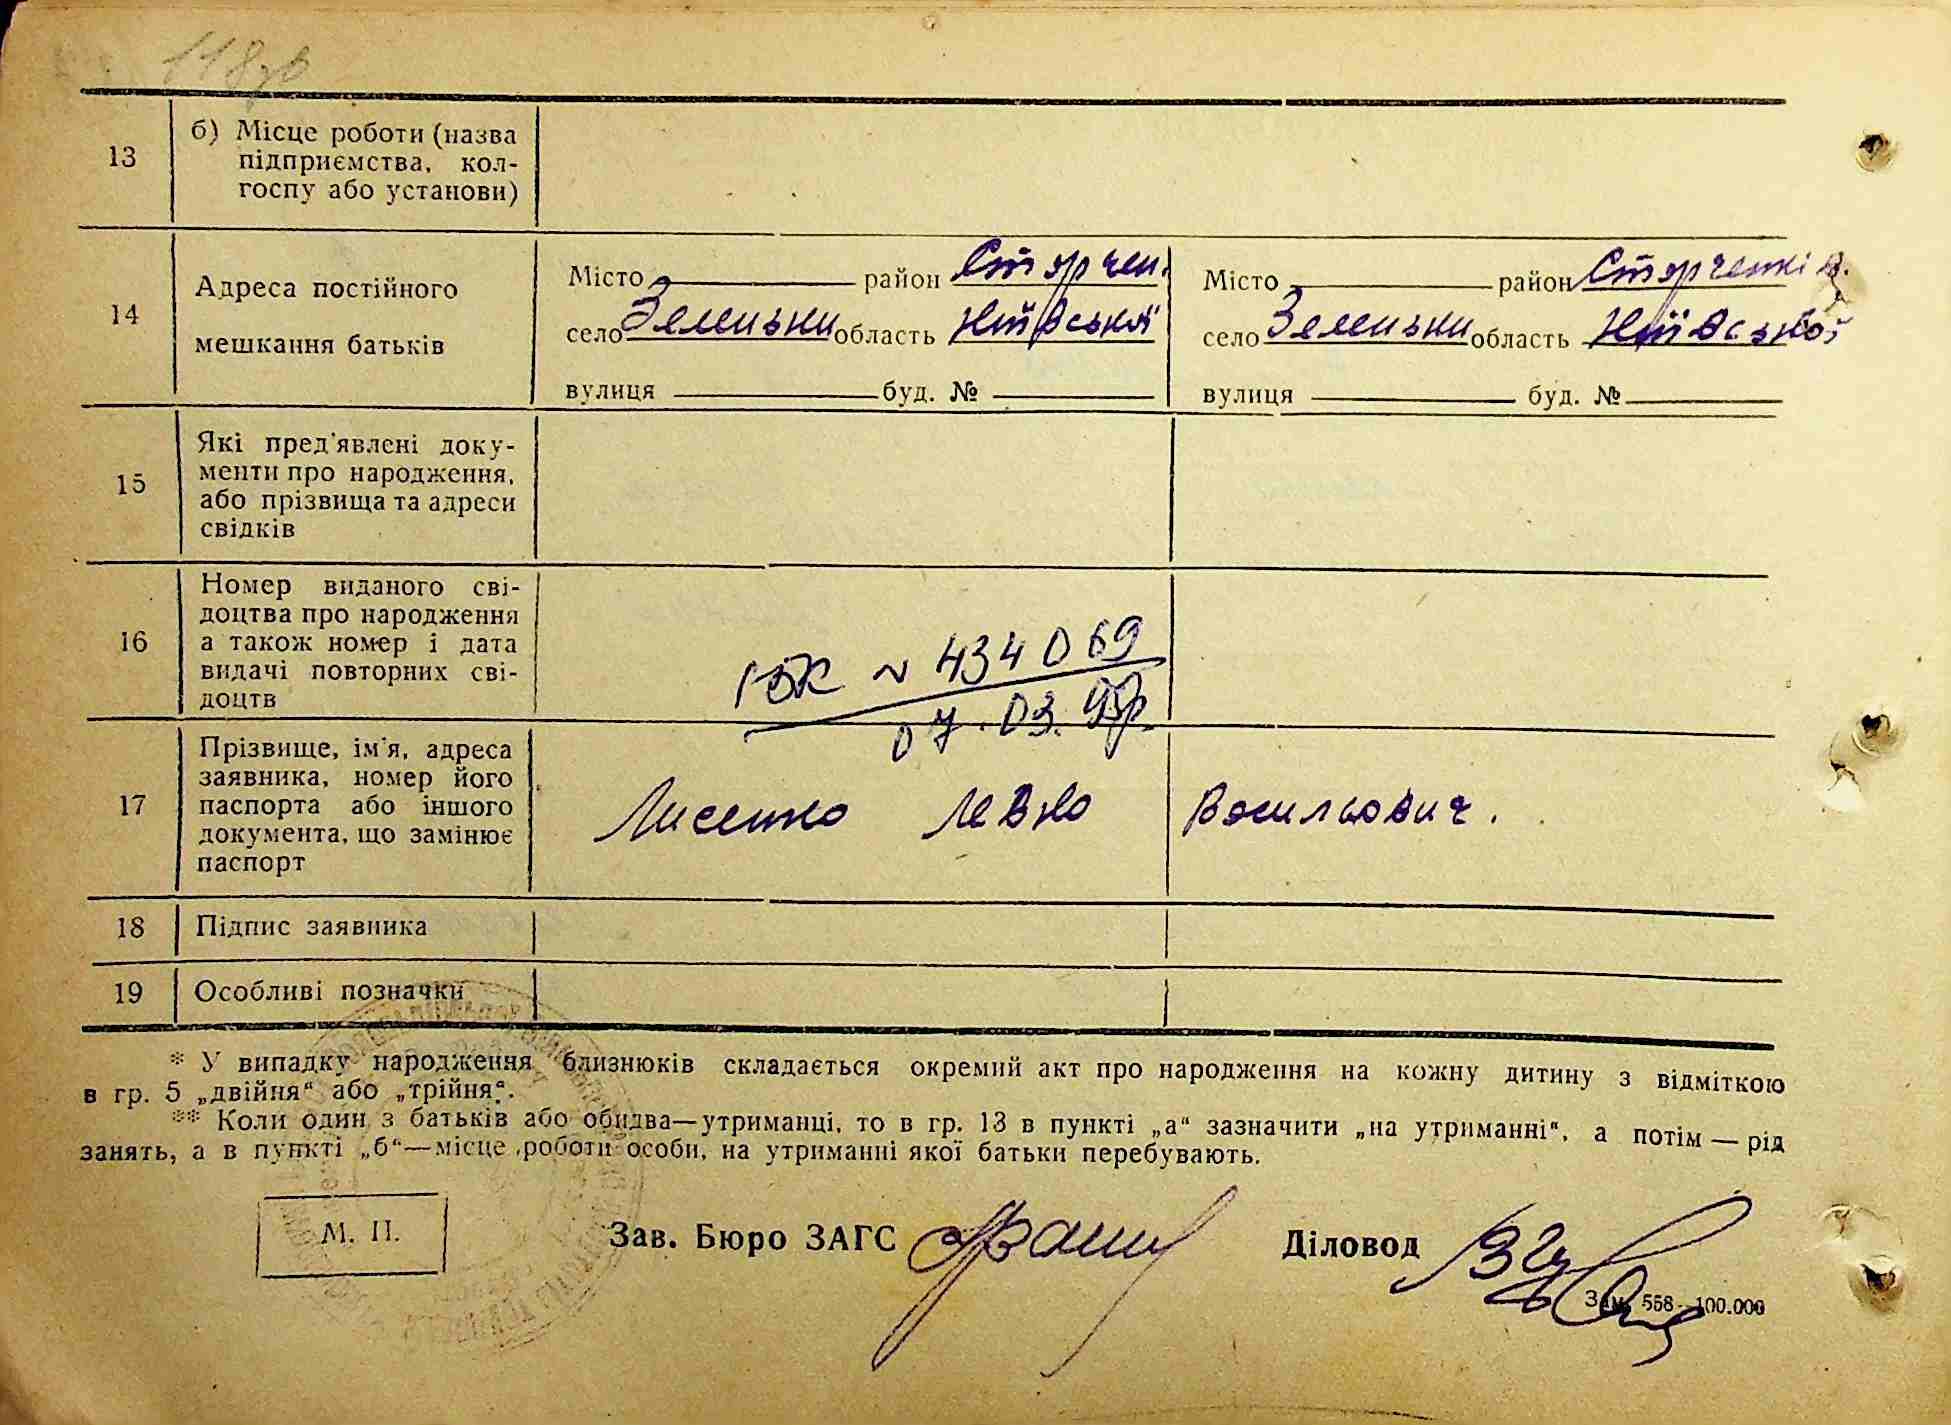 118зв
13
б) Місце роботи (назва
підприємства, кол-
госпу або установи)
14
Адреса постійного
мешкання батьків
Місто район
село Земишки область
вулиця буд. №
Місто район
село Земишки область
вулиця буд. №
15
Які пред'явлені доку-
менти про народження,
або прізвища та адреси
свідків
16
Номер виданого сві-
доцтва про народження
а також номер і дата
видачі повторних сві-
доцтв
N 434069
07.03.
17
Прізвище, ім'я, адреса
заявника, номер його
паспорта або іншого
документа, що замінює
паспорт
Лисенко Левко Васильович.
18
Підпис заявника
19
Особливі позначки
* У випадку народження близнюків складається окремий акт про народження на кожну дитину з відміткою
в гр. 5 „двійня“ або „трійня“.
** Коли один з батьків або обидва—утриманці, то в гр. 13 в пункті „а“ зазначити „на утриманні“, а потім — рід
занять, а в пункті „б“—місце роботи особи, на утриманні якої батьки перебувають.
М. П.
Зав. Бюро ЗАГС
Діловод
Зам. 558—100.000